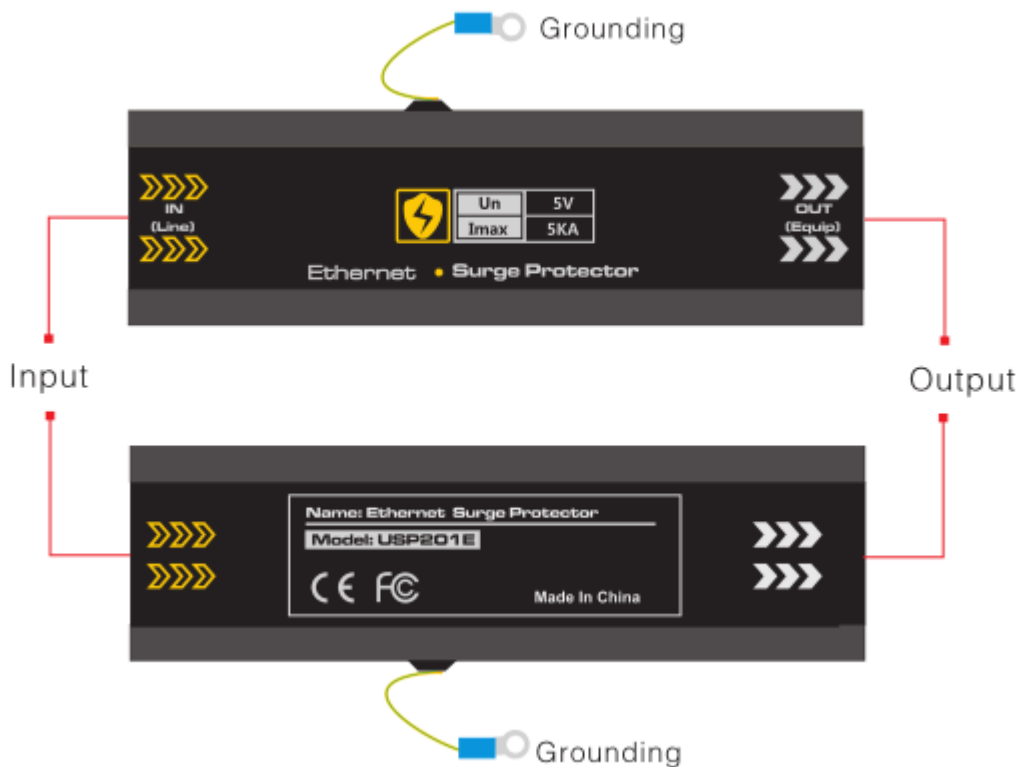 Grounding
IN
(Line)
Un 5V
Imax 5KA
OUT
(Equip)
Ethernet • Surge Protector
Input
Output
Name: Ethernet Surge Protector
Model: USP201E
CE FC
Made In China
Grounding